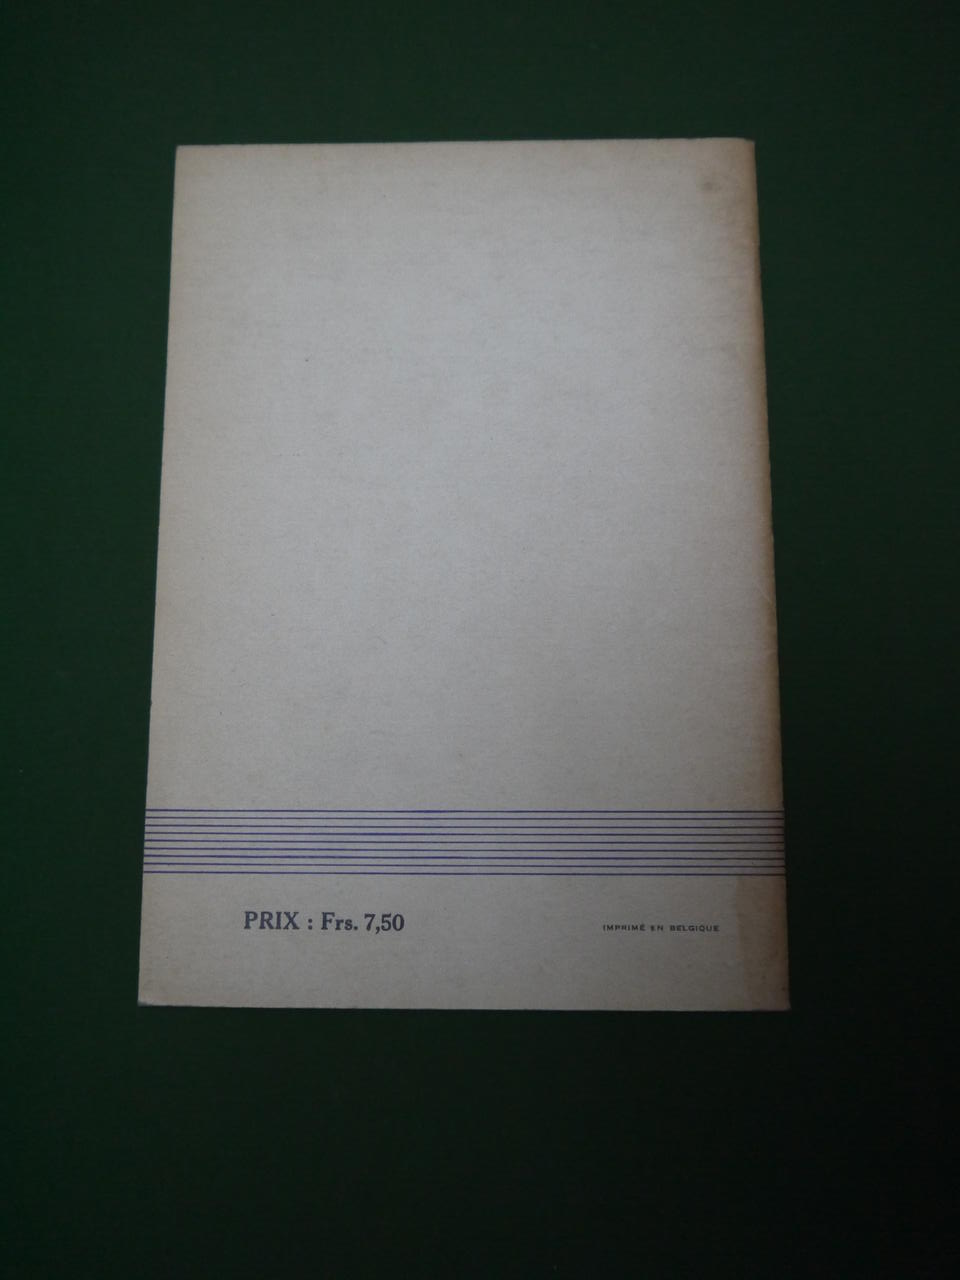 PRIX : Frs. 7,50
IMPRIMÉ EN BELGIQUE